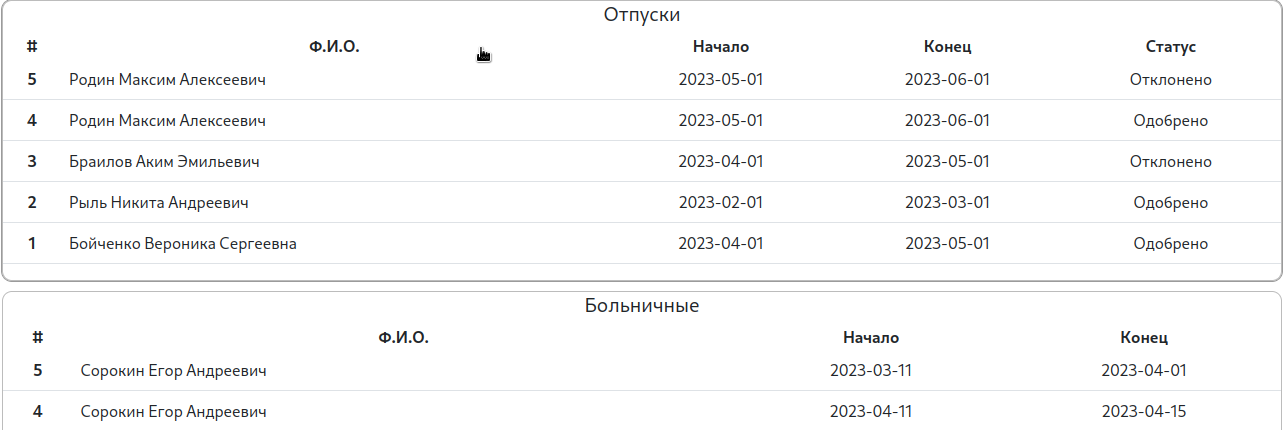 Отпуски
# Ф.И.О. Начало Конец Статус
5 Родин Максим Алексеевич 2023-05-01 2023-06-01 Отклонено
4 Родин Максим Алексеевич 2023-05-01 2023-06-01 Одобрено
3 Браилов Аким Эмильевич 2023-04-01 2023-05-01 Отклонено
2 Рыль Никита Андреевич 2023-02-01 2023-03-01 Одобрено
1 Бойченко Вероника Сергеевна 2023-04-01 2023-05-01 Одобрено
Больничные
# Ф.И.О. Начало Конец
5 Сорокин Егор Андреевич 2023-03-11 2023-04-01
4 Сорокин Егор Андреевич 2023-04-11 2023-04-15